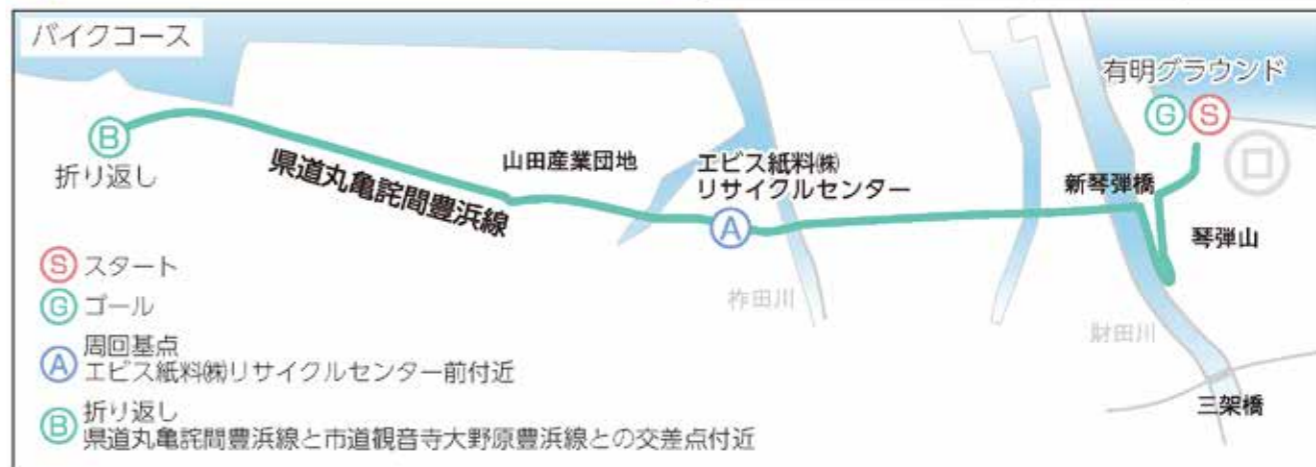 バイクコース
有明グラウンド
G S
B
折り返し
県道丸亀詫間豊浜線
山田産業団地
エビス紙料㈱
リサイクルセンター
A
新琴弾橋
琴弾山
柞田川
財田川
三架橋
S スタート
G ゴール
A 周回基点
エビス紙料㈱リサイクルセンター前付近
B 折り返し
県道丸亀詫間豊浜線と市道観音寺大野原豊浜線との交差点付近